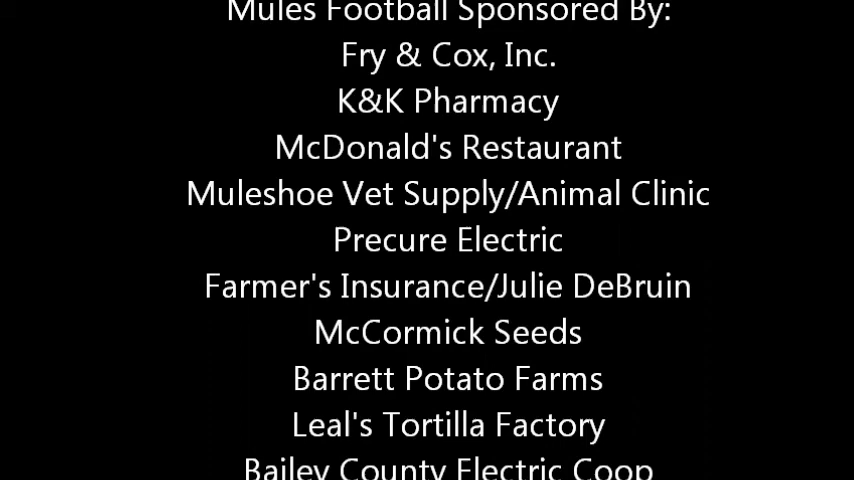 Mules Football Sponsored By:
Fry & Cox, Inc.
K&K Pharmacy
McDonald's Restaurant
Muleshoe Vet Supply/Animal Clinic
Precure Electric
Farmer's Insurance/Julie DeBruin
McCormick Seeds
Barrett Potato Farms
Leal's Tortilla Factory
Bailey County Electric Coop